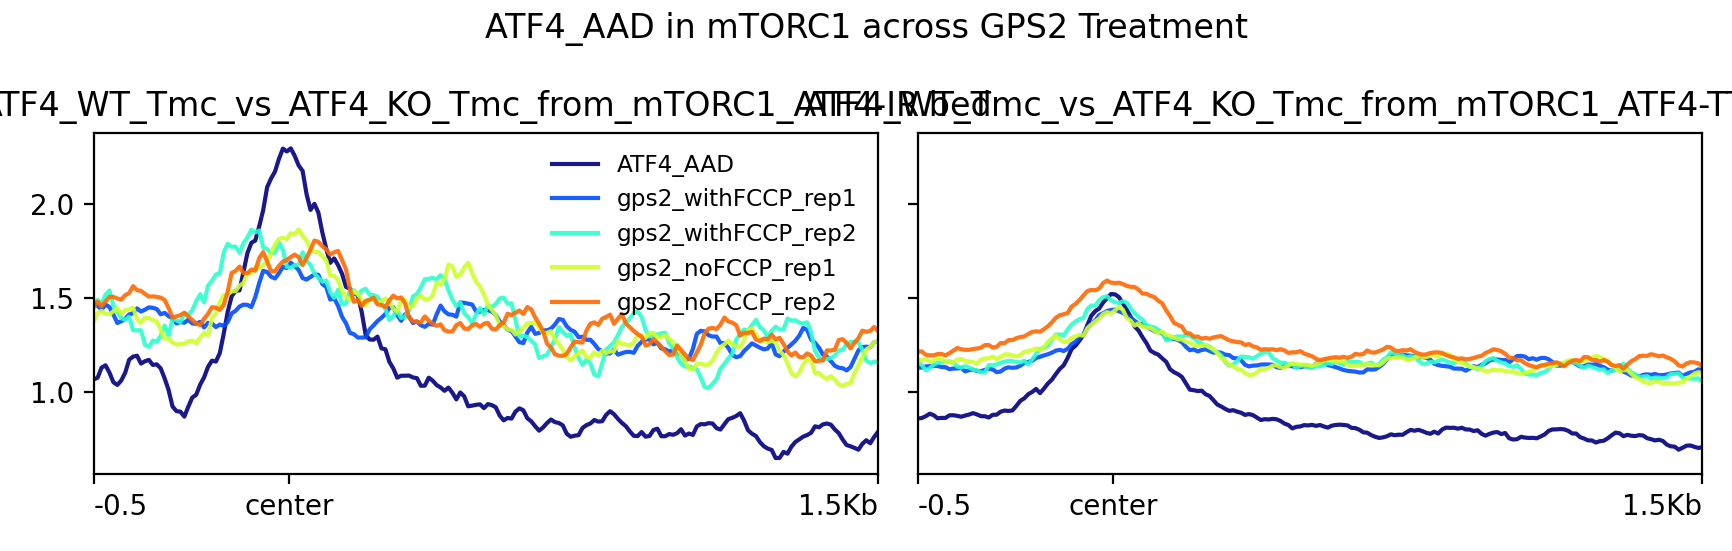 ATF4_AAD in mTORC1 across GPS2 Treatment
ATF4_WT_Tmc_vs_ATF4_KO_Tmc_from_mTORC1_ATF4-IR.bed
ATF4_WT_Tmc_vs_ATF4_KO_Tmc_from_mTORC1_ATF4-T
ATF4_AAD
gps2_withFCCP_rep1
gps2_withFCCP_rep2
gps2_noFCCP_rep1
gps2_noFCCP_rep2
2.0
1.5
1.0
-0.5
center
1.5Kb
-0.5
center
1.5Kb